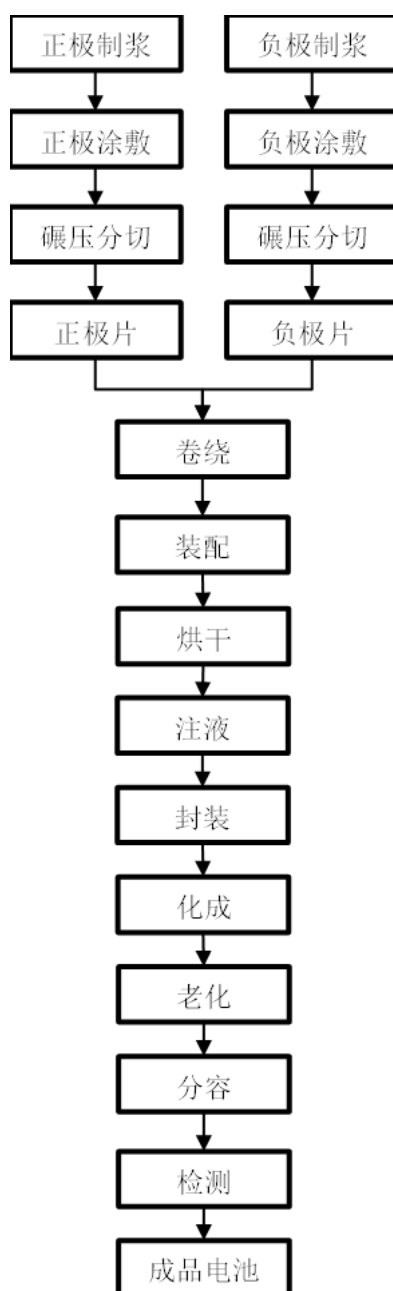 正极制浆
负极制浆
正极涂敷
负极涂敷
碾压分切
碾压分切
正极片
负极片
卷绕
装配
烘干
注液
封装
化成
老化
分容
检测
成品电池